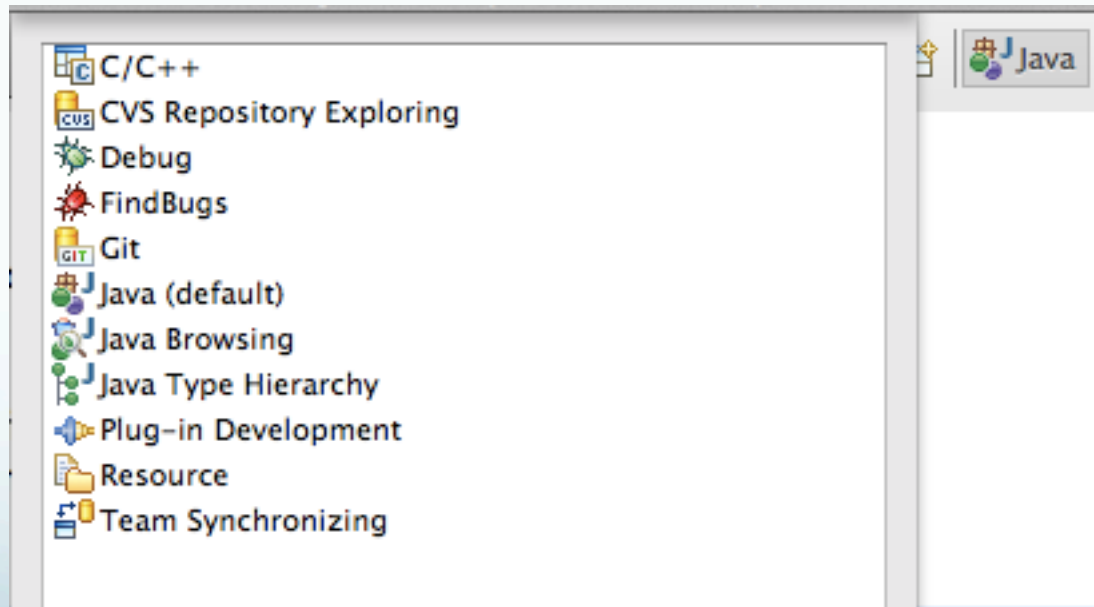 C/C++
CVS Repository Exploring
Debug
FindBugs
Git
Java (default)
Java Browsing
Java Type Hierarchy
Plug-in Development
Resource
Team Synchronizing
Java